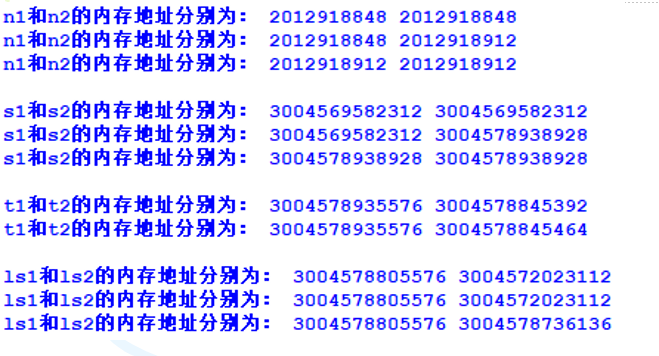 n1和n2的内存地址分别为： 2012918848 2012918848
n1和n2的内存地址分别为： 2012918848 2012918912
n1和n2的内存地址分别为： 2012918912 2012918912
s1和s2的内存地址分别为： 3004569582312 3004569582312
s1和s2的内存地址分别为： 3004569582312 3004578938928
s1和s2的内存地址分别为： 3004578938928 3004578938928
t1和t2的内存地址分别为： 3004578935576 3004578845392
t1和t2的内存地址分别为： 3004578935576 3004578845464
ls1和ls2的内存地址分别为： 3004578805576 3004572023112
ls1和ls2的内存地址分别为： 3004578805576 3004572023112
ls1和ls2的内存地址分别为： 3004578805576 3004578736136